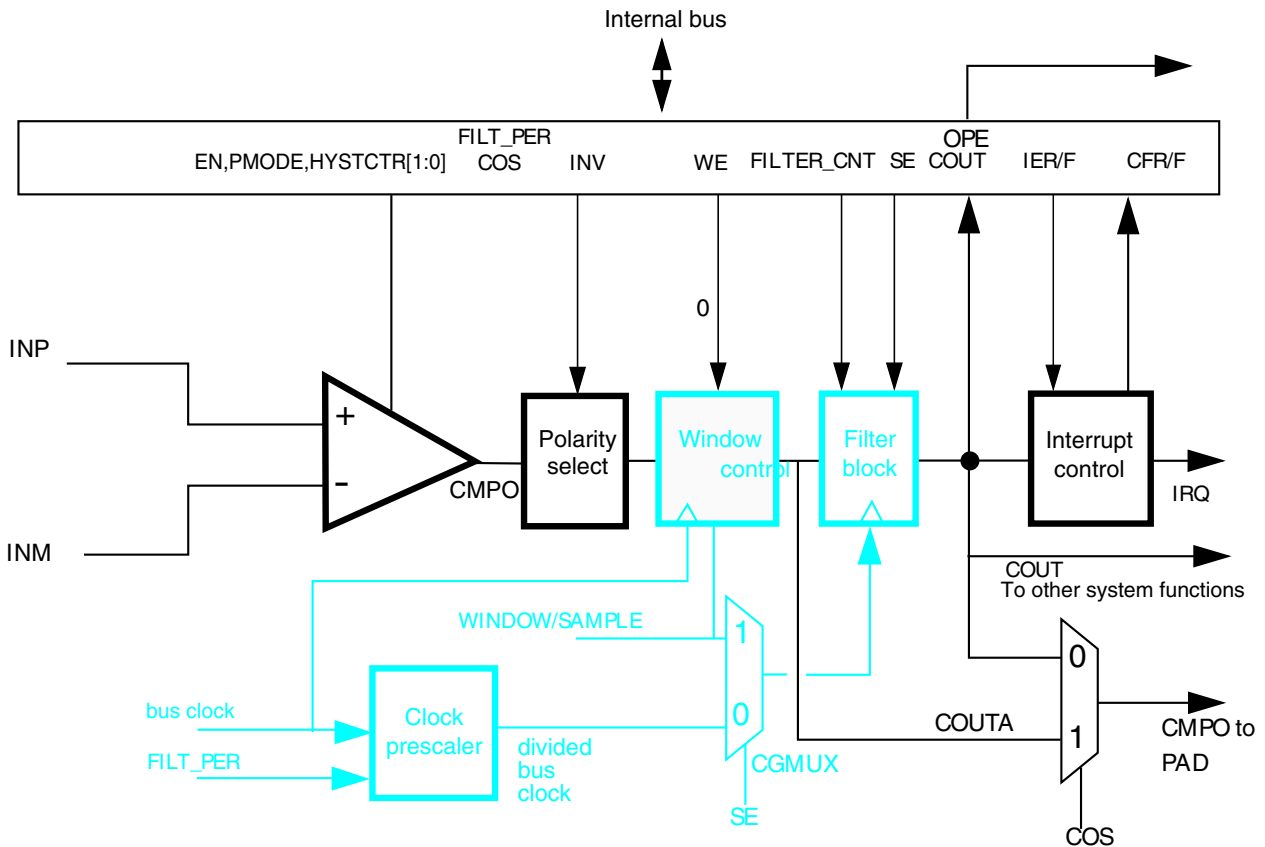 Internal bus
FILT_PER
OPE
EN,PMODE,HYSTCTR[1:0]
COS
INV
WE
FILTER_CNT
SE
COUT
IER/F
CFR/F
0
INP
+
-
INM
CMPO
Polarity
select
Window
control
Filter
block
Interrupt
control
IRQ
COUT
To other system functions
WINDOW/SAMPLE
1
0
bus clock
FILT_PER
Clock
prescaler
divided
bus
clock
CGMUX
SE
COUTA
0
1
CMPO to
PAD
COS